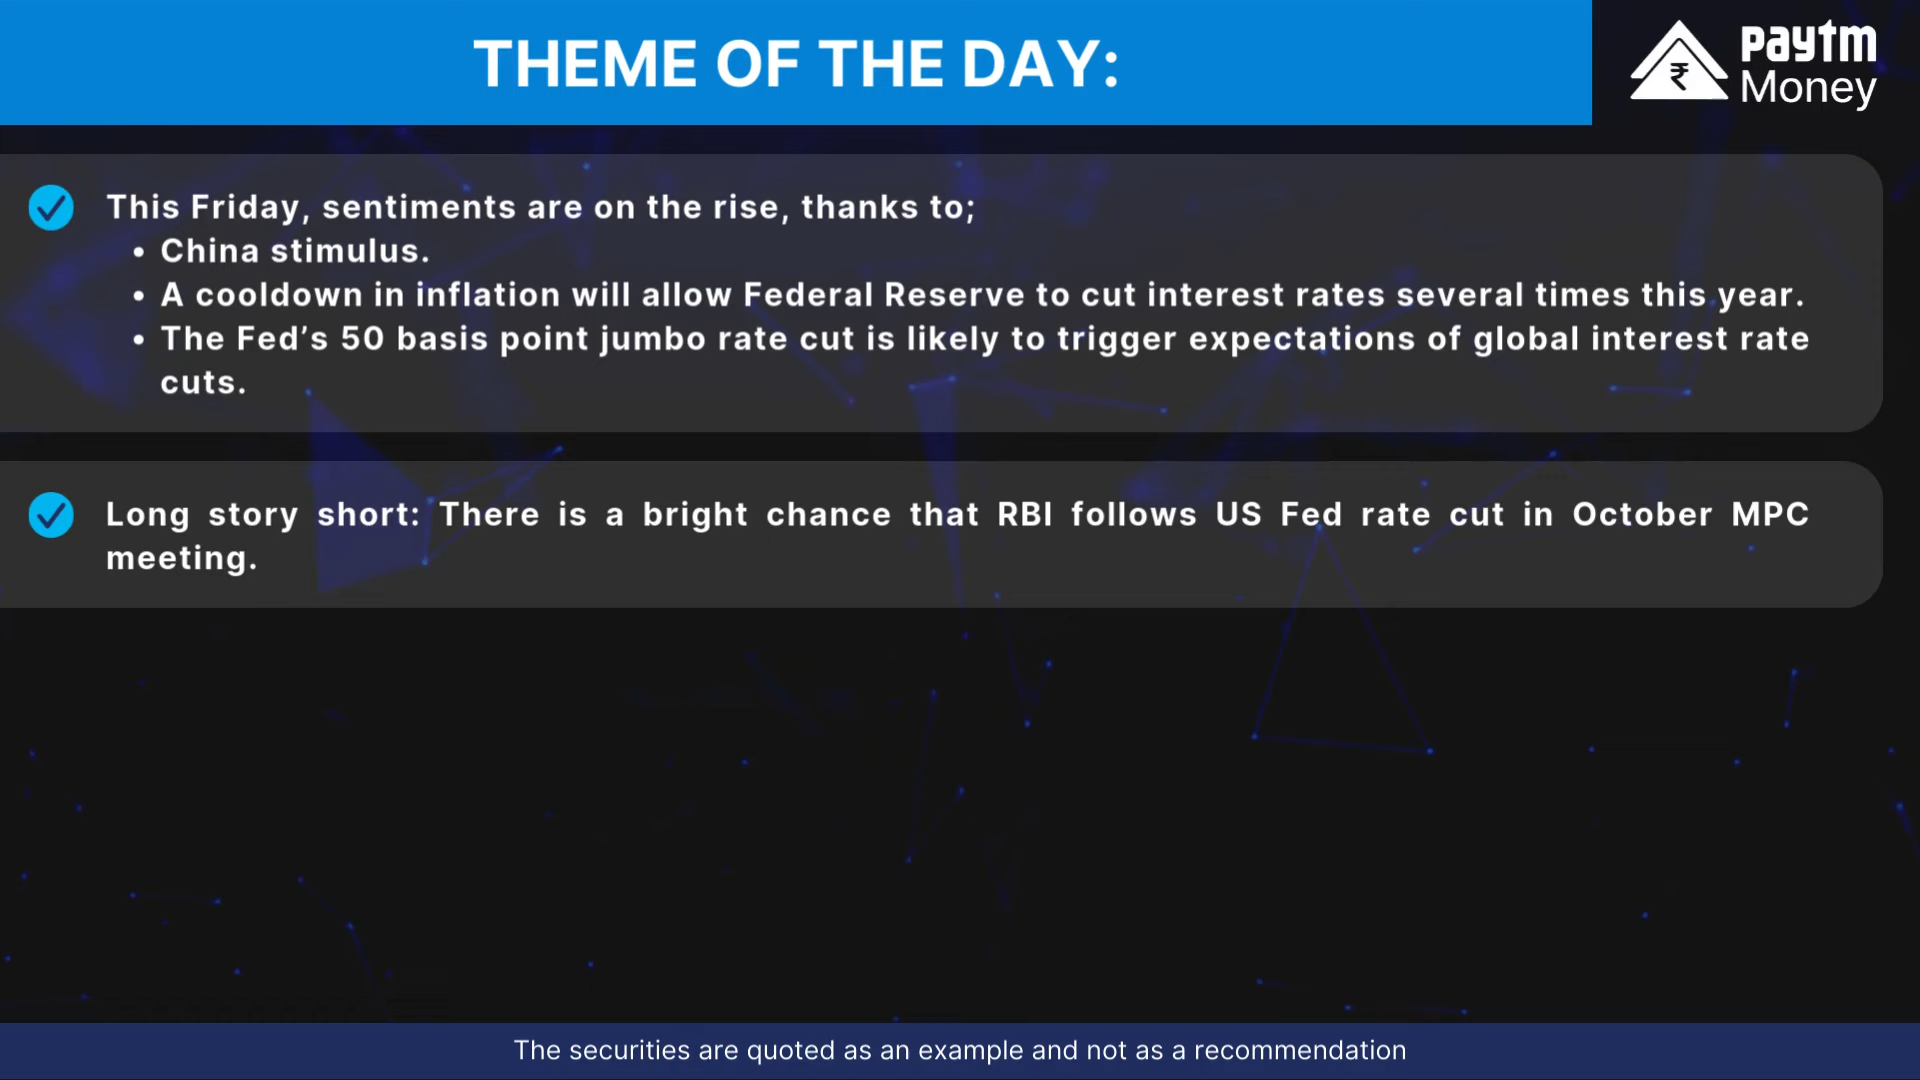 THEME OF THE DAY:
₹
paytm
Money
This Friday, sentiments are on the rise, thanks to;
• China stimulus.
• A cooldown in inflation will allow Federal Reserve to cut interest rates several times this year.
• The Fed’s 50 basis point jumbo rate cut is likely to trigger expectations of global interest rate
cuts.
Long story short: There is a bright chance that RBI follows US Fed rate cut in October MPC
meeting.
The securities are quoted as an example and not as a recommendation